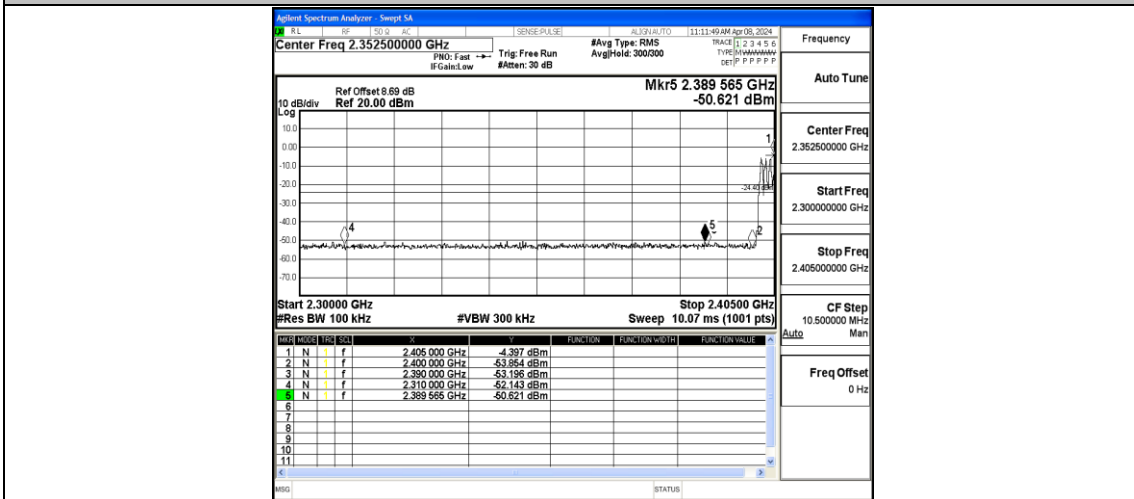 Agilent Spectrum Analyzer - Swept SA
RL RF 50 Ω AC SENSE:PULSE ALIGNAUTO 11:11:49 AM Apr 08, 2024
Center Freq 2.352500000 GHz #Avg Type: RMS TRACE 1 2 3 4 5 6
PNO: Fast Trig: Free Run Avg|Hold: 300/300 TYPE
IFGain:Low #Atten: 30 dB DET P P P P P P
Mkr5 2.389 565 GHz
Ref Offset 8.69 dB -50.621 dBm
10 dB/div Ref 20.00 dBm
Log
10.0
1
0.00
-10.0
-20.0
-24.40 dBm
-30.0
-40.0
4 5 2
-50.0
-60.0
-70.0
Start 2.30000 GHz Stop 2.40500 GHz
#Res BW 100 kHz #VBW 300 kHz Sweep 10.07 ms (1001 pts)
MKR MODE TRC SCL X Y FUNCTION FUNCTION WIDTH FUNCTION VALUE
1 N 1 f 2.405 000 GHz -4.397 dBm
2 N 1 f 2.400 000 GHz -53.854 dBm
3 N 1 f 2.390 000 GHz -53.196 dBm
4 N 1 f 2.310 000 GHz -52.143 dBm
5 N 1 f 2.389 565 GHz -50.621 dBm
6
7
8
9
10
11
MSG STATUS
Frequency
Auto Tune
Center Freq
2.352500000 GHz
Start Freq
2.300000000 GHz
Stop Freq
2.405000000 GHz
CF Step
10.500000 MHz
Auto Man
Freq Offset
0 Hz